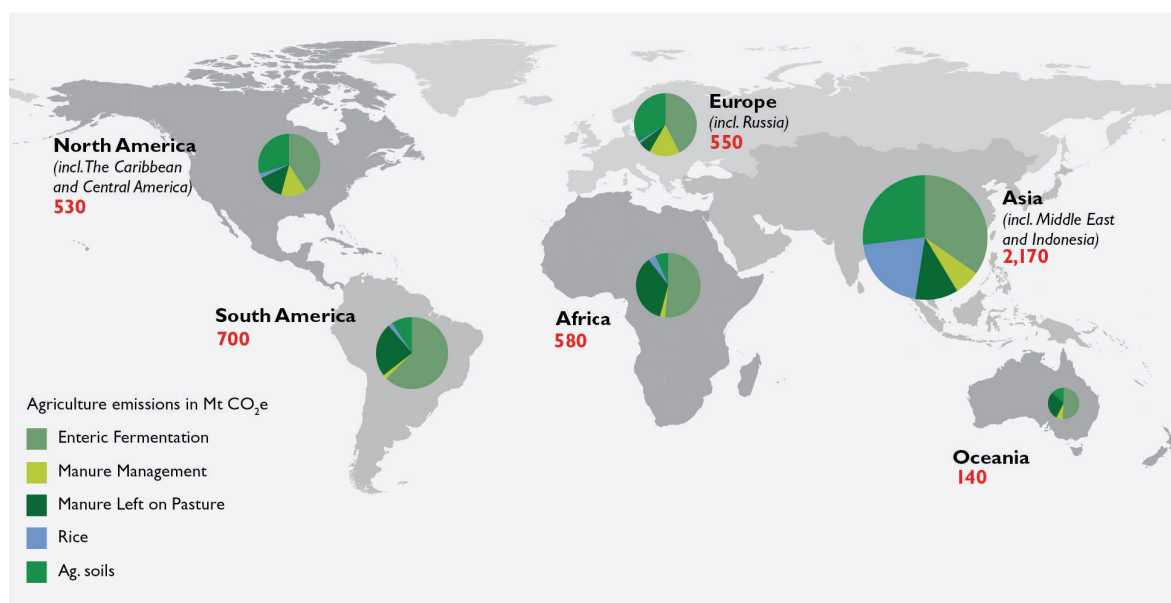 North America
(incl.The Caribbean
and Central America)
530
Europe
(incl. Russia)
550
Asia
(incl. Middle East
and Indonesia)
2,170
South America
700
Africa
580
Oceania
140
Agriculture emissions in Mt CO₂e
Enteric Fermentation
Manure Management
Manure Left on Pasture
Rice
Ag. soils